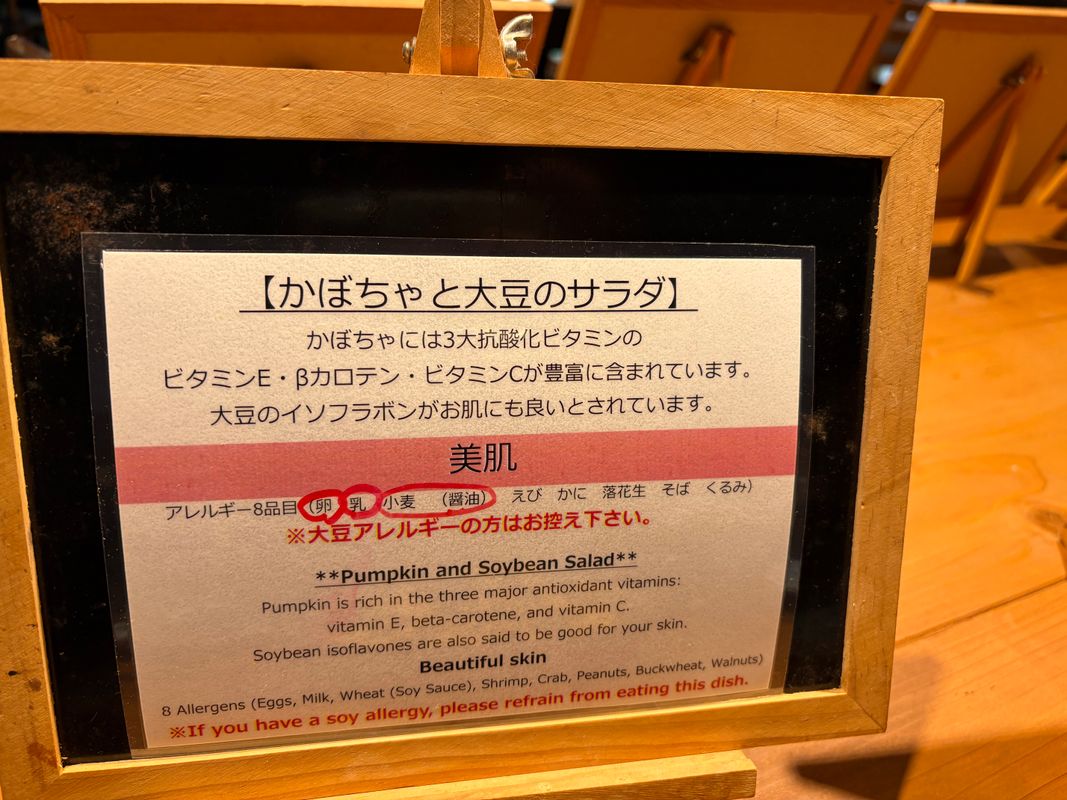 【かぼちゃと大豆のサラダ】
かぼちゃには3大抗酸化ビタミンの
ビタミンE・βカロテン・ビタミンCが豊富に含まれています。
大豆のイソフラボンがお肌にも良いとされています。
美肌
アレルギー8品目（卵　乳　小麦　（醤油）　えび　かに　落花生　そば　くるみ）
※大豆アレルギーの方はお控え下さい。
**Pumpkin and Soybean Salad**
Pumpkin is rich in the three major antioxidant vitamins:
vitamin E, beta-carotene, and vitamin C.
Soybean isoflavones are also said to be good for your skin.
Beautiful skin
8 Allergens (Eggs, Milk, Wheat (Soy Sauce), Shrimp, Crab, Peanuts, Buckwheat, Walnuts)
※If you have a soy allergy, please refrain from eating this dish.